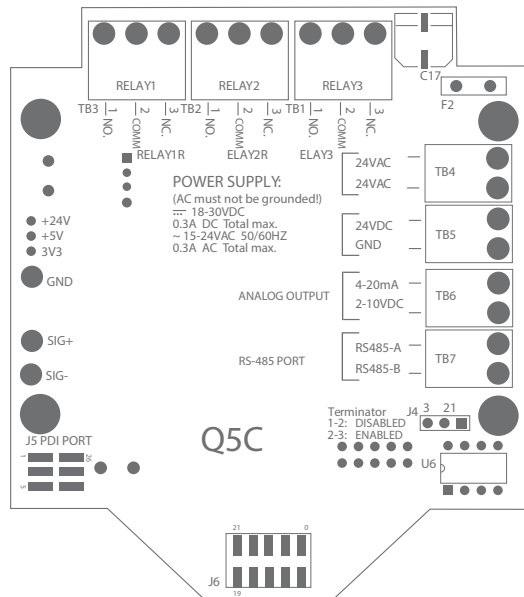 C17
RELAY1 RELAY2 RELAY3
F2
TB3 1 2 3 TB2 1 2 3 TB1 1 2 3
NO. COMM NC. NO. COMM NC. NO. COMM NC.
RELAY1R ELAY2R ELAY3
24VAC
24VAC
TB4
POWER SUPPLY:
(AC must not be grounded!)
18-30VDC
0.3A DC Total max.
~ 15-24VAC 50/60HZ
0.3A AC Total max.
24VDC
GND
TB5
+24V
+5V
3V3
GND
ANALOG OUTPUT
4-20mA
2-10VDC
TB6
SIG+
SIG-
RS-485 PORT
RS485-A
RS485-B
TB7
Terminator
1-2: DISABLED
2-3: ENABLED
J4 3 21
J5 PDI PORT
1 26
5
Q5C
U6
21 0
J6
19